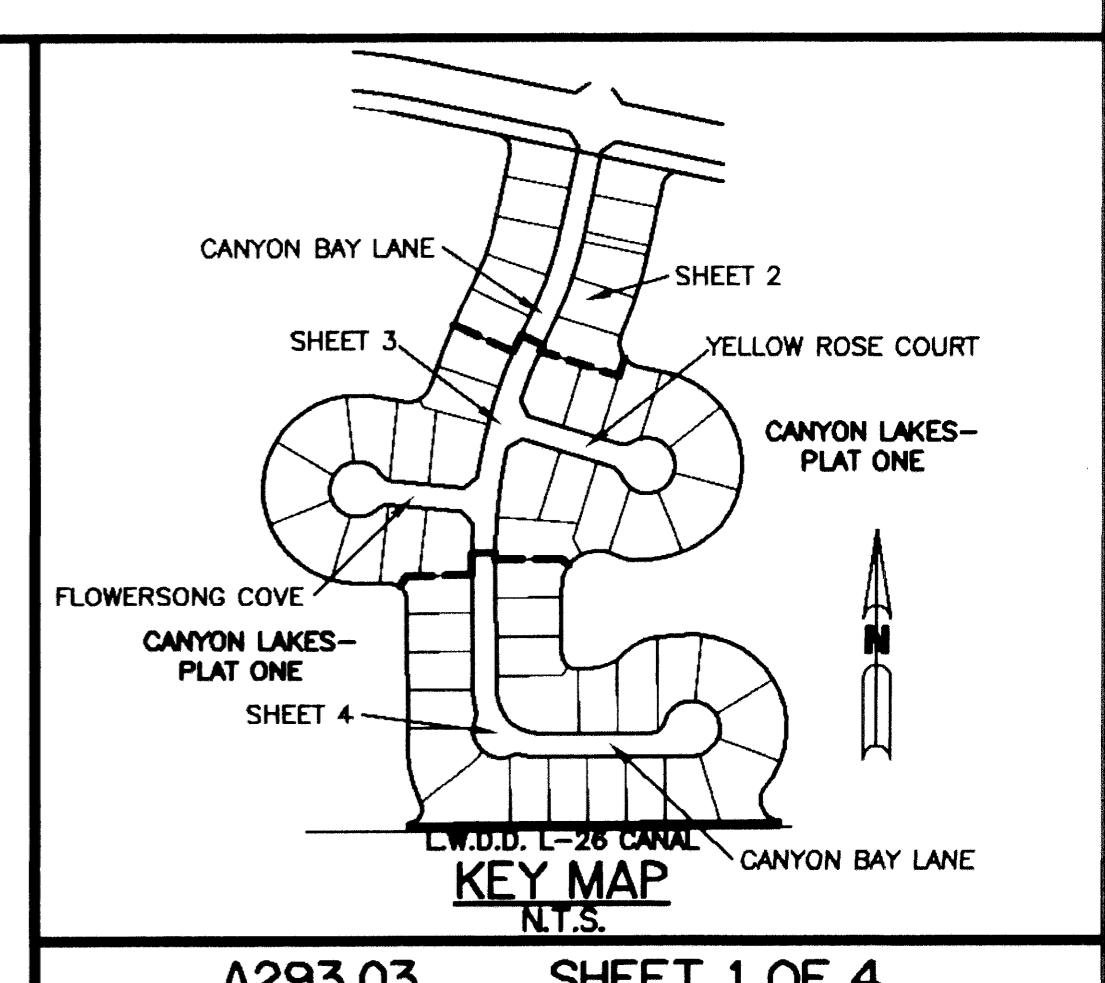 CANYON BAY LANE
SHEET 2
SHEET 3
YELLOW ROSE COURT
CANYON LAKES-
PLAT ONE
FLOWERSONG COVE
CANYON LAKES-
PLAT ONE
N
SHEET 4
L.W.D.D. L-26 CANAL
CANYON BAY LANE
KEY MAP
N.T.S.
A293.03 SHEET 1 OF 4